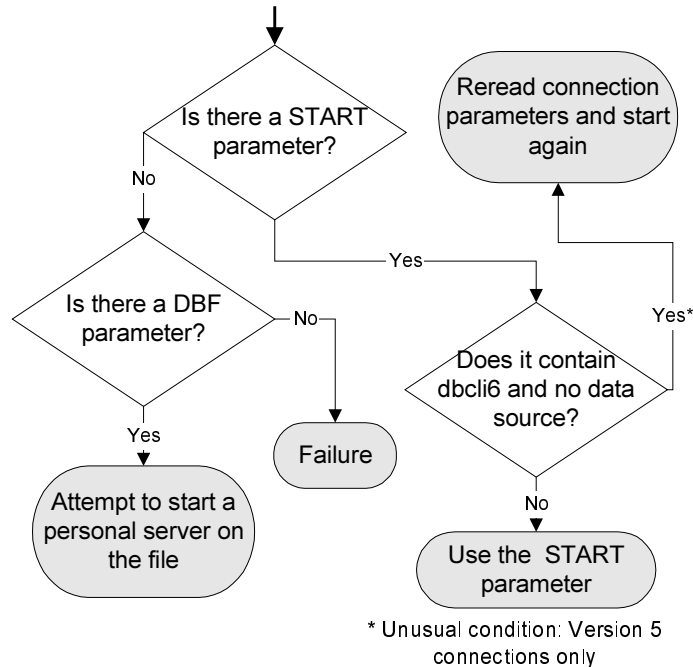 Is there a START
parameter?
Reread connection
parameters and start
again
No
Yes
Is there a DBF
parameter?
No
Yes*
Does it contain
dbcli6 and no data
source?
Yes
Failure
No
Attempt to start a
personal server on
the file
Use the START
parameter
* Unusual condition: Version 5
connections only